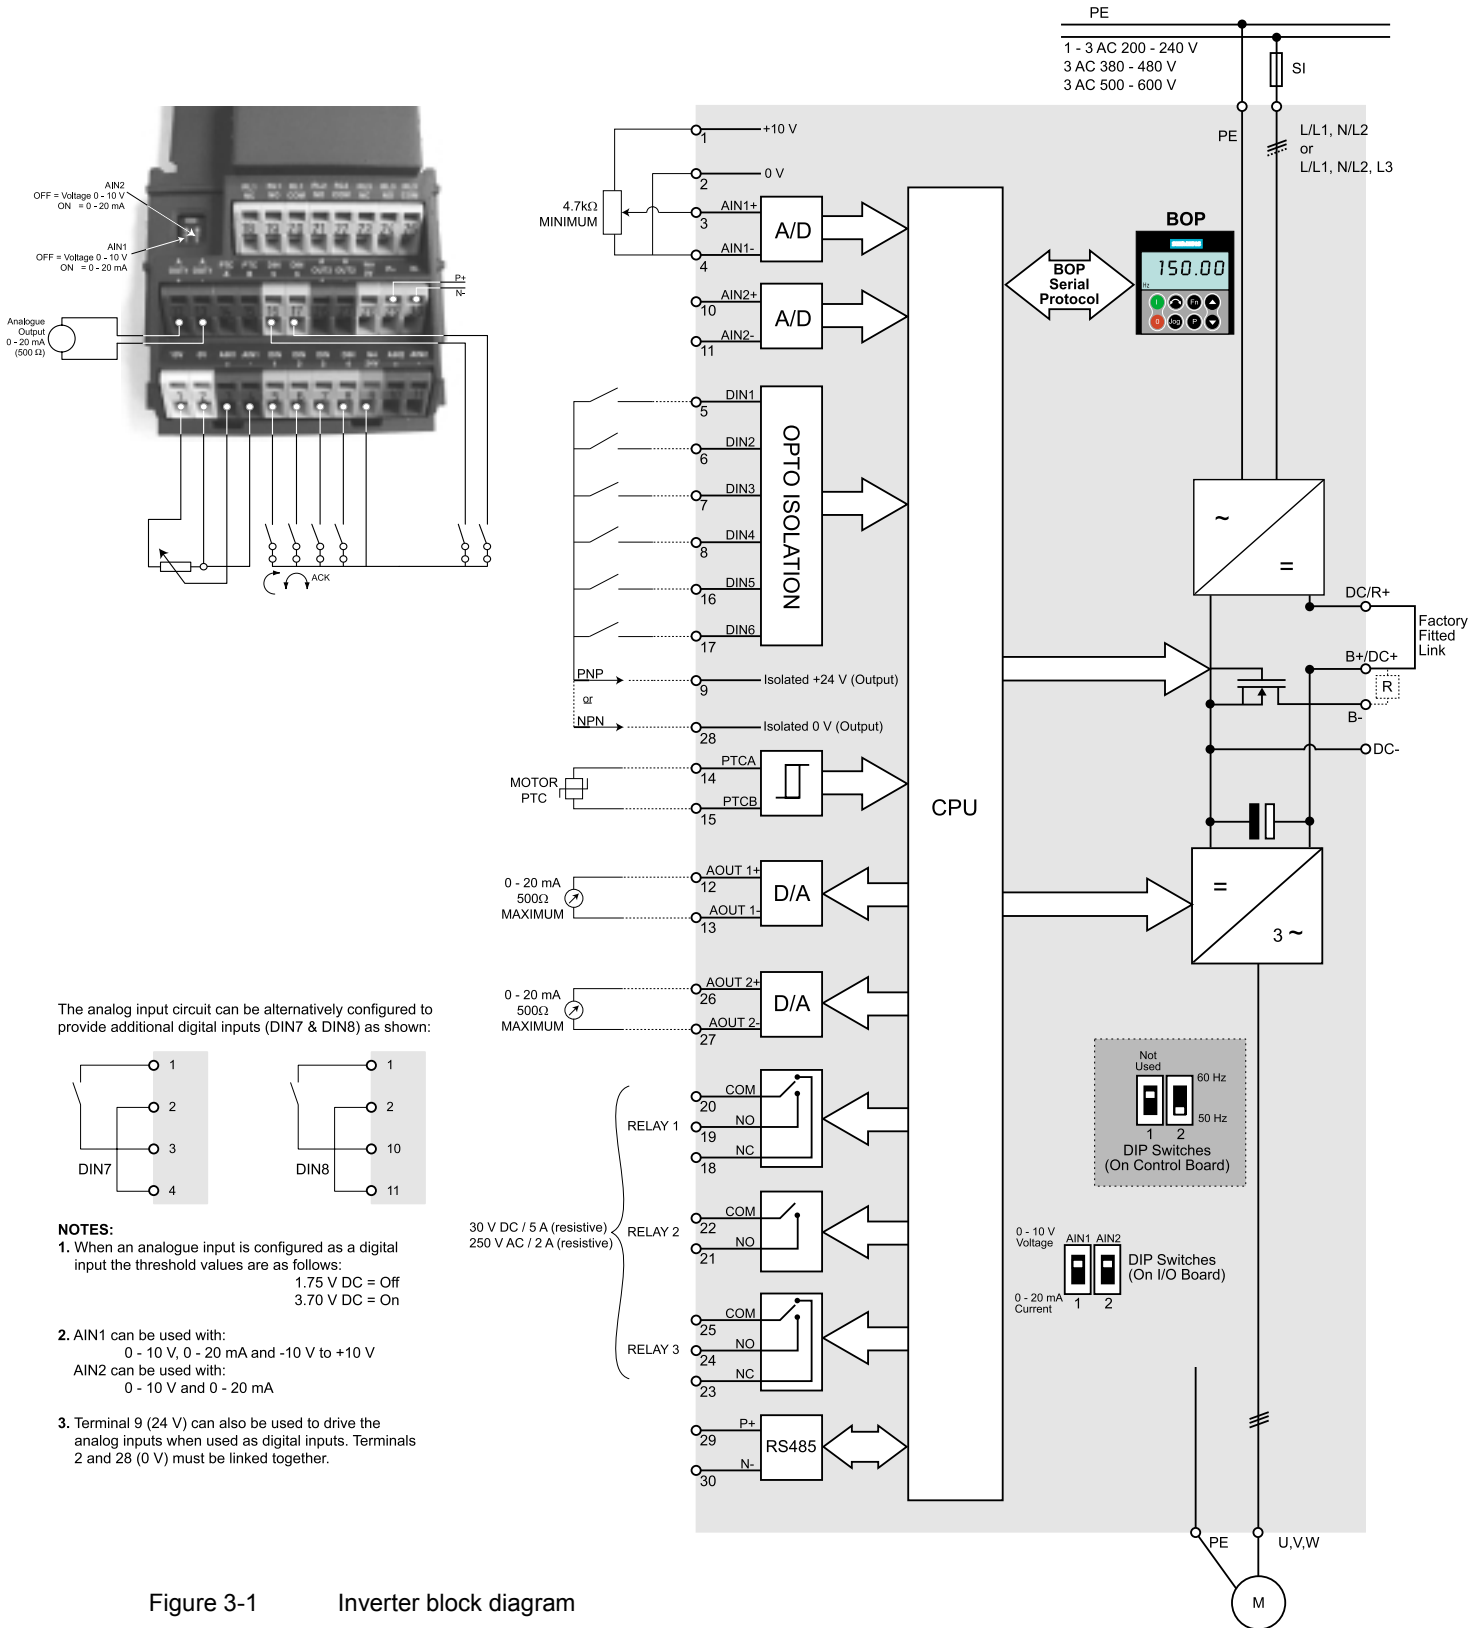 PE
1 - 3 AC 200 - 240 V
3 AC 380 - 480 V
3 AC 500 - 600 V
SI
PE
L/L1, N/L2
or
L/L1, N/L2, L3
AIN2
OFF = Voltage 0 - 10 V
ON = 0 - 20 mA
AIN1
OFF = Voltage 0 - 10 V
ON = 0 - 20 mA
P+
N-
Analogue
Output
0 - 20 mA
(500 Ω)
ACK
1
+10 V
2
0 V
4.7kΩ
MINIMUM
AIN1+
3
AIN1-
4
A/D
AIN2+
10
AIN2-
11
A/D
BOP
Serial
Protocol
BOP
SIEMENS
150.00
Hz
I
Fn
0
Jog
P
DIN1
5
DIN2
6
DIN3
7
DIN4
8
DIN5
16
DIN6
17
OPTO ISOLATION
PNP
9
Isolated +24 V (Output)
or
NPN
28
Isolated 0 V (Output)
MOTOR
PTC
PTCA
14
PTCB
15
CPU
~
=
DC/R+
Factory
Fitted
Link
B+/DC+
R
B-
DC-
=
3 ~
0 - 20 mA
500Ω
MAXIMUM
AOUT 1+
12
AOUT 1-
13
D/A
0 - 20 mA
500Ω
MAXIMUM
AOUT 2+
26
AOUT 2-
27
D/A
The analog input circuit can be alternatively configured to
provide additional digital inputs (DIN7 & DIN8) as shown:
1
2
3
4
DIN7
1
2
10
11
DIN8
NOTES:
1. When an analogue input is configured as a digital
input the threshold values are as follows:
1.75 V DC = Off
3.70 V DC = On
2. AIN1 can be used with:
0 - 10 V, 0 - 20 mA and -10 V to +10 V
AIN2 can be used with:
0 - 10 V and 0 - 20 mA
3. Terminal 9 (24 V) can also be used to drive the
analog inputs when used as digital inputs. Terminals
2 and 28 (0 V) must be linked together.
30 V DC / 5 A (resistive)
250 V AC / 2 A (resistive)
RELAY 1
COM
20
NO
19
NC
18
RELAY 2
COM
22
NO
21
RELAY 3
COM
25
NO
24
NC
23
P+
29
N-
30
RS485
Not
Used
60 Hz
50 Hz
1 2
DIP Switches
(On Control Board)
0 - 10 V
Voltage
AIN1 AIN2
0 - 20 mA
Current
1 2
DIP Switches
(On I/O Board)
PE
U,V,W
M
Figure 3-1 Inverter block diagram